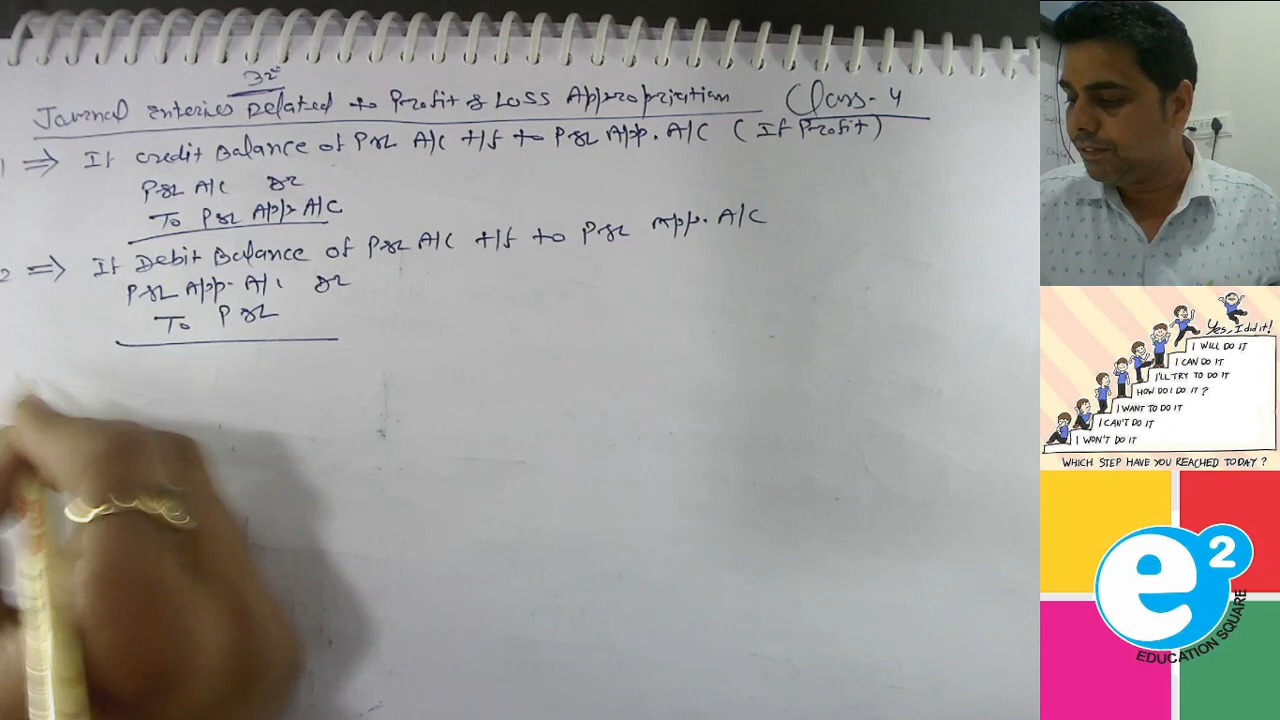 32
Journal enteries Related to Profit & Loss Appropriation Class-4
1 ⇒ If credit Balance of P&L A/C t/f to P&L App. A/C (If Profit)
P&L A/C Dr
To P&L App. A/C
2 ⇒ If Debit Balance of P&L A/C t/f to P&L App. A/C
P&L App. A/C Dr
To P&L
Yes, I did it!
I WILL DO IT
I CAN DO IT
I'LL TRY TO DO IT
HOW DO I DO IT?
I WANT TO DO IT
I CAN'T DO IT
I WON'T DO IT
WHICH STEP HAVE YOU REACHED TODAY?
e2
EDUCATION SQUARE